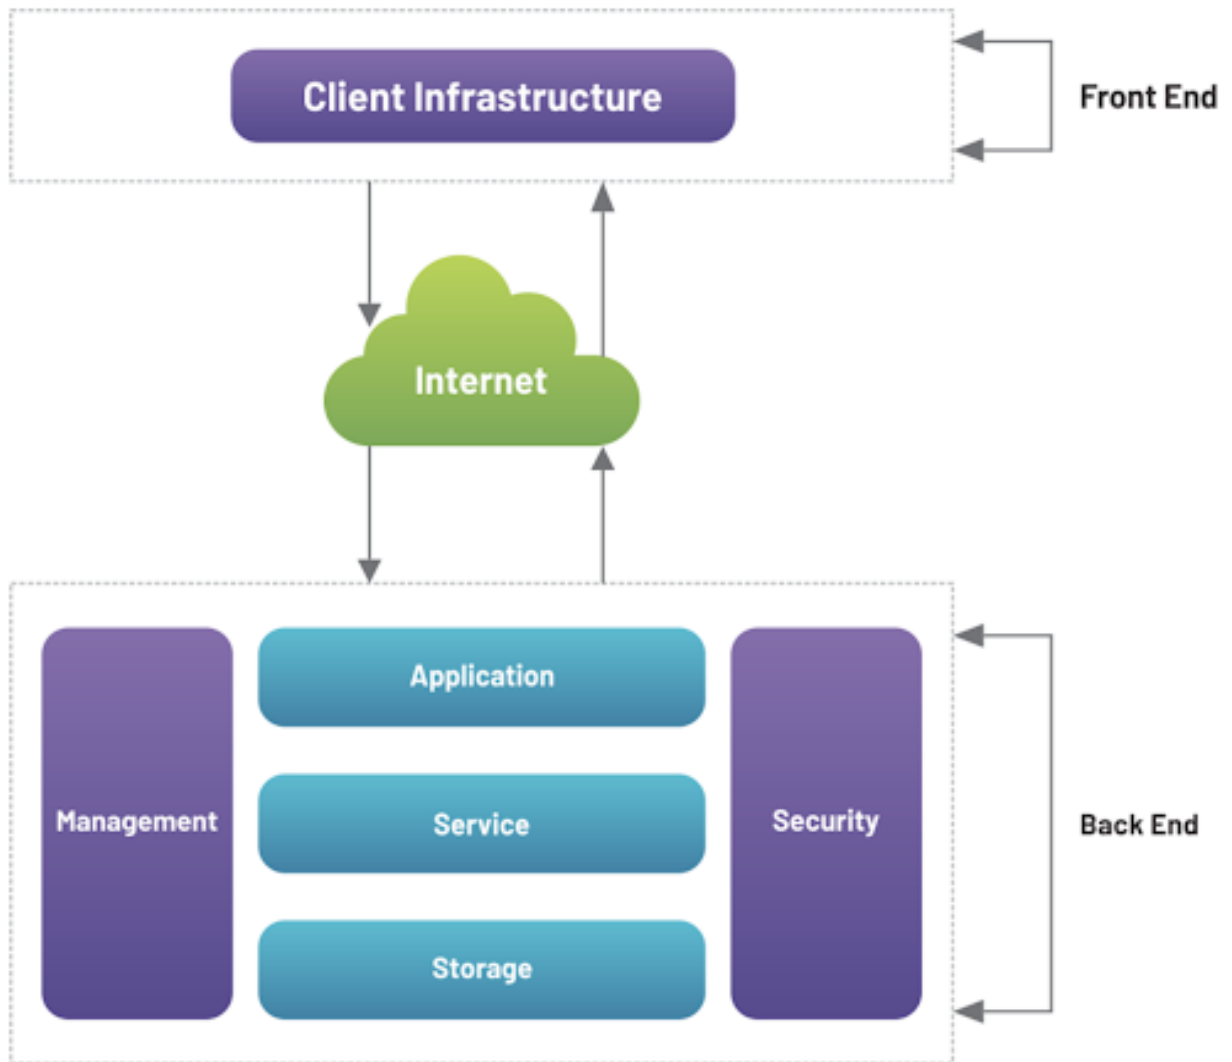 Client Infrastructure
Front End
Internet
Application
Management
Service
Security
Back End
Storage